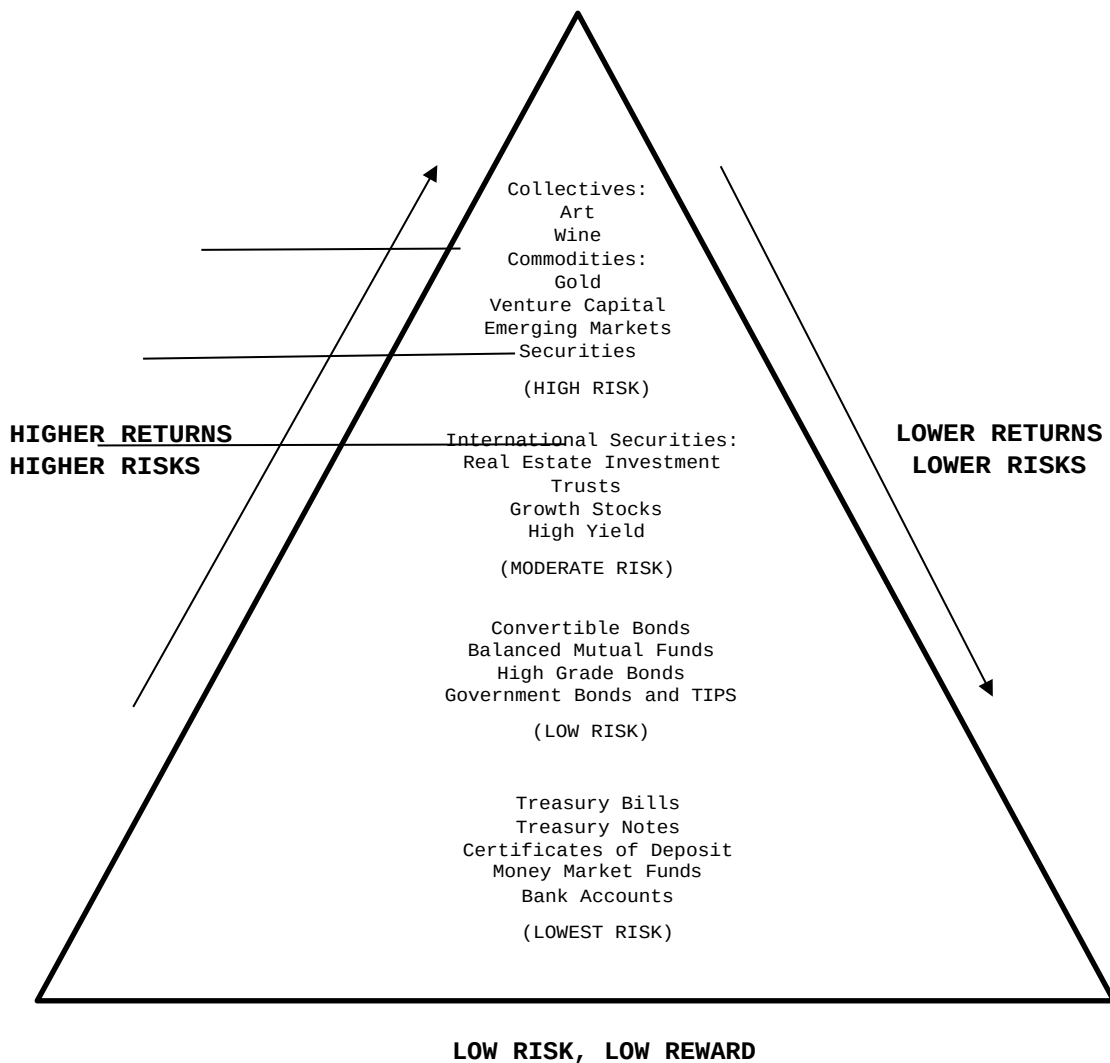 Collectives:
Art
Wine
Commodities:
Gold
Venture Capital
Emerging Markets
Securities
(HIGH RISK)
HIGHER RETURNS
HIGHER RISKS
LOWER RETURNS
LOWER RISKS
International Securities:
Real Estate Investment
Trusts
Growth Stocks
High Yield
(MODERATE RISK)
Convertible Bonds
Balanced Mutual Funds
High Grade Bonds
Government Bonds and TIPS
(LOW RISK)
Treasury Bills
Treasury Notes
Certificates of Deposit
Money Market Funds
Bank Accounts
(LOWEST RISK)
LOW RISK, LOW REWARD